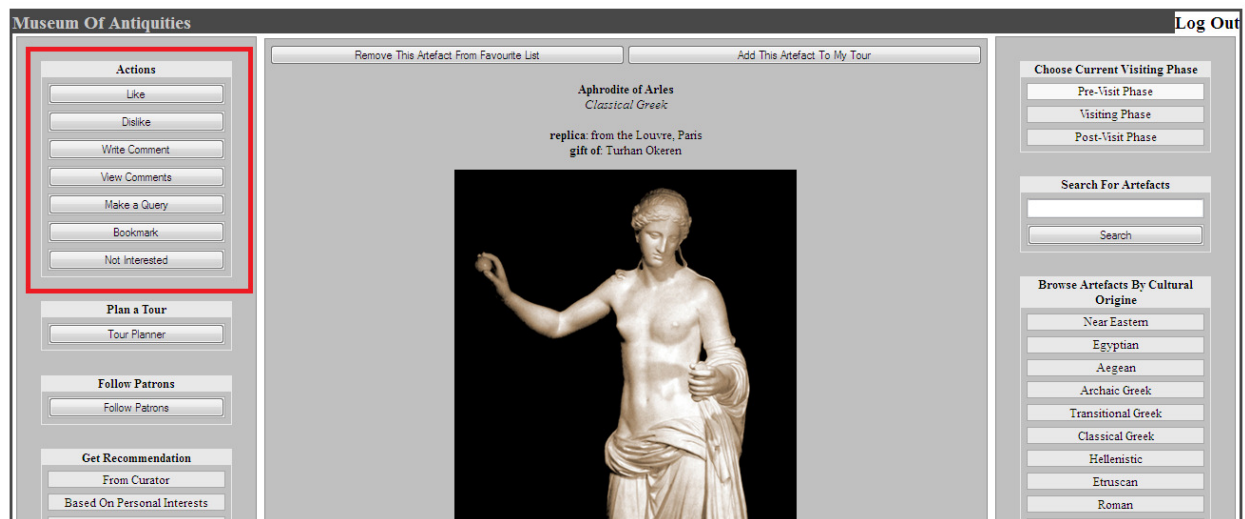 Museum Of Antiquities
Log Out
Actions
Like
Dislike
Write Comment
View Comments
Make a Query
Bookmark
Not Interested
Plan a Tour
Tour Planner
Follow Patrons
Follow Patrons
Get Recommendation
From Curator
Based On Personal Interests
Remove This Artefact From Favourite List
Add This Artefact To My Tour
Aphrodite of Arles
Classical Greek
replica: from the Louvre, Paris
gift of: Turhan Okeren
Choose Current Visiting Phase
Pre-Visit Phase
Visiting Phase
Post-Visit Phase
Search For Artefacts
Search
Browse Artefacts By Cultural
Origine
Near Eastern
Egyptian
Aegean
Archaic Greek
Transitional Greek
Classical Greek
Hellenistic
Etruscan
Roman